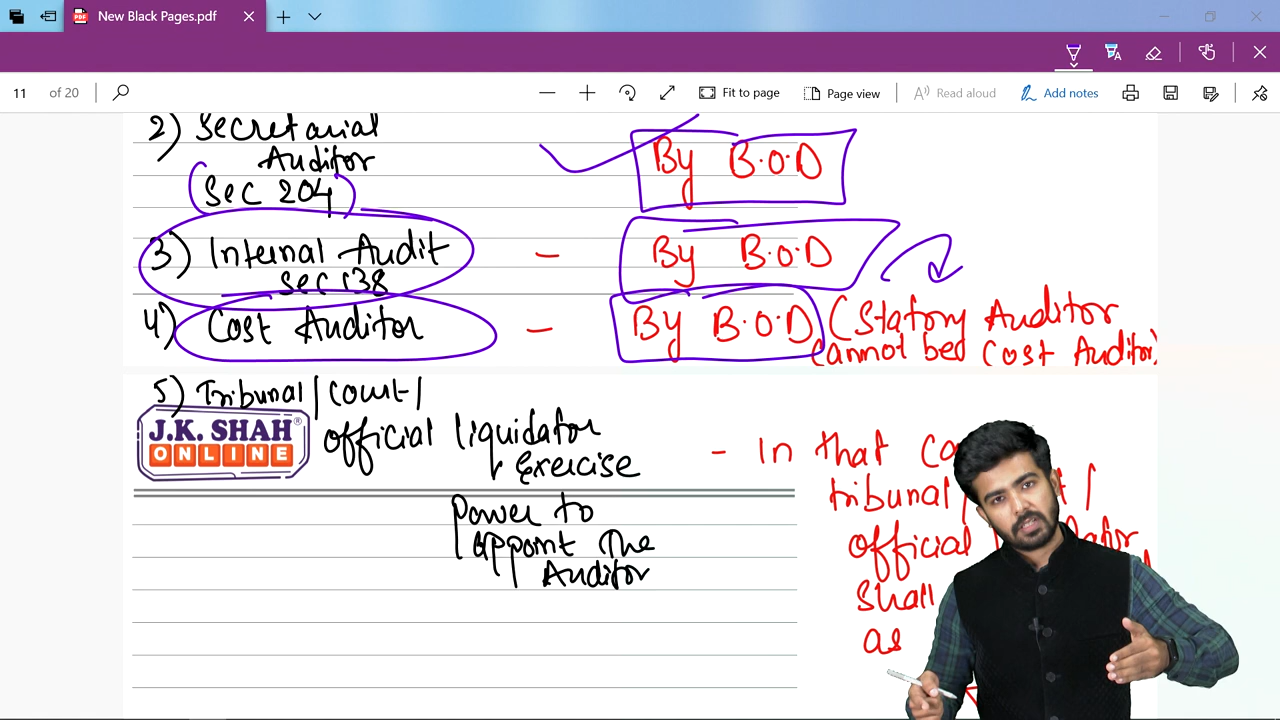 New Black Pages.pdf
11 of 20
Fit to page
Page view
Read aloud
Add notes
2) Secretarial
Auditor
(Sec 204)
By B.O.D
3) Internal Audit
Sec 138
- By B.O.D
4) Cost Auditor - By B.O.D (Statory Auditor
cannot bee Cost Auditor)
5) Tribunal/Court/
J.K. SHAH®
ONLINE
official liquidator
Exercise
Power to
appoint the
Auditor
- In that
tribunal/
official
shall
as